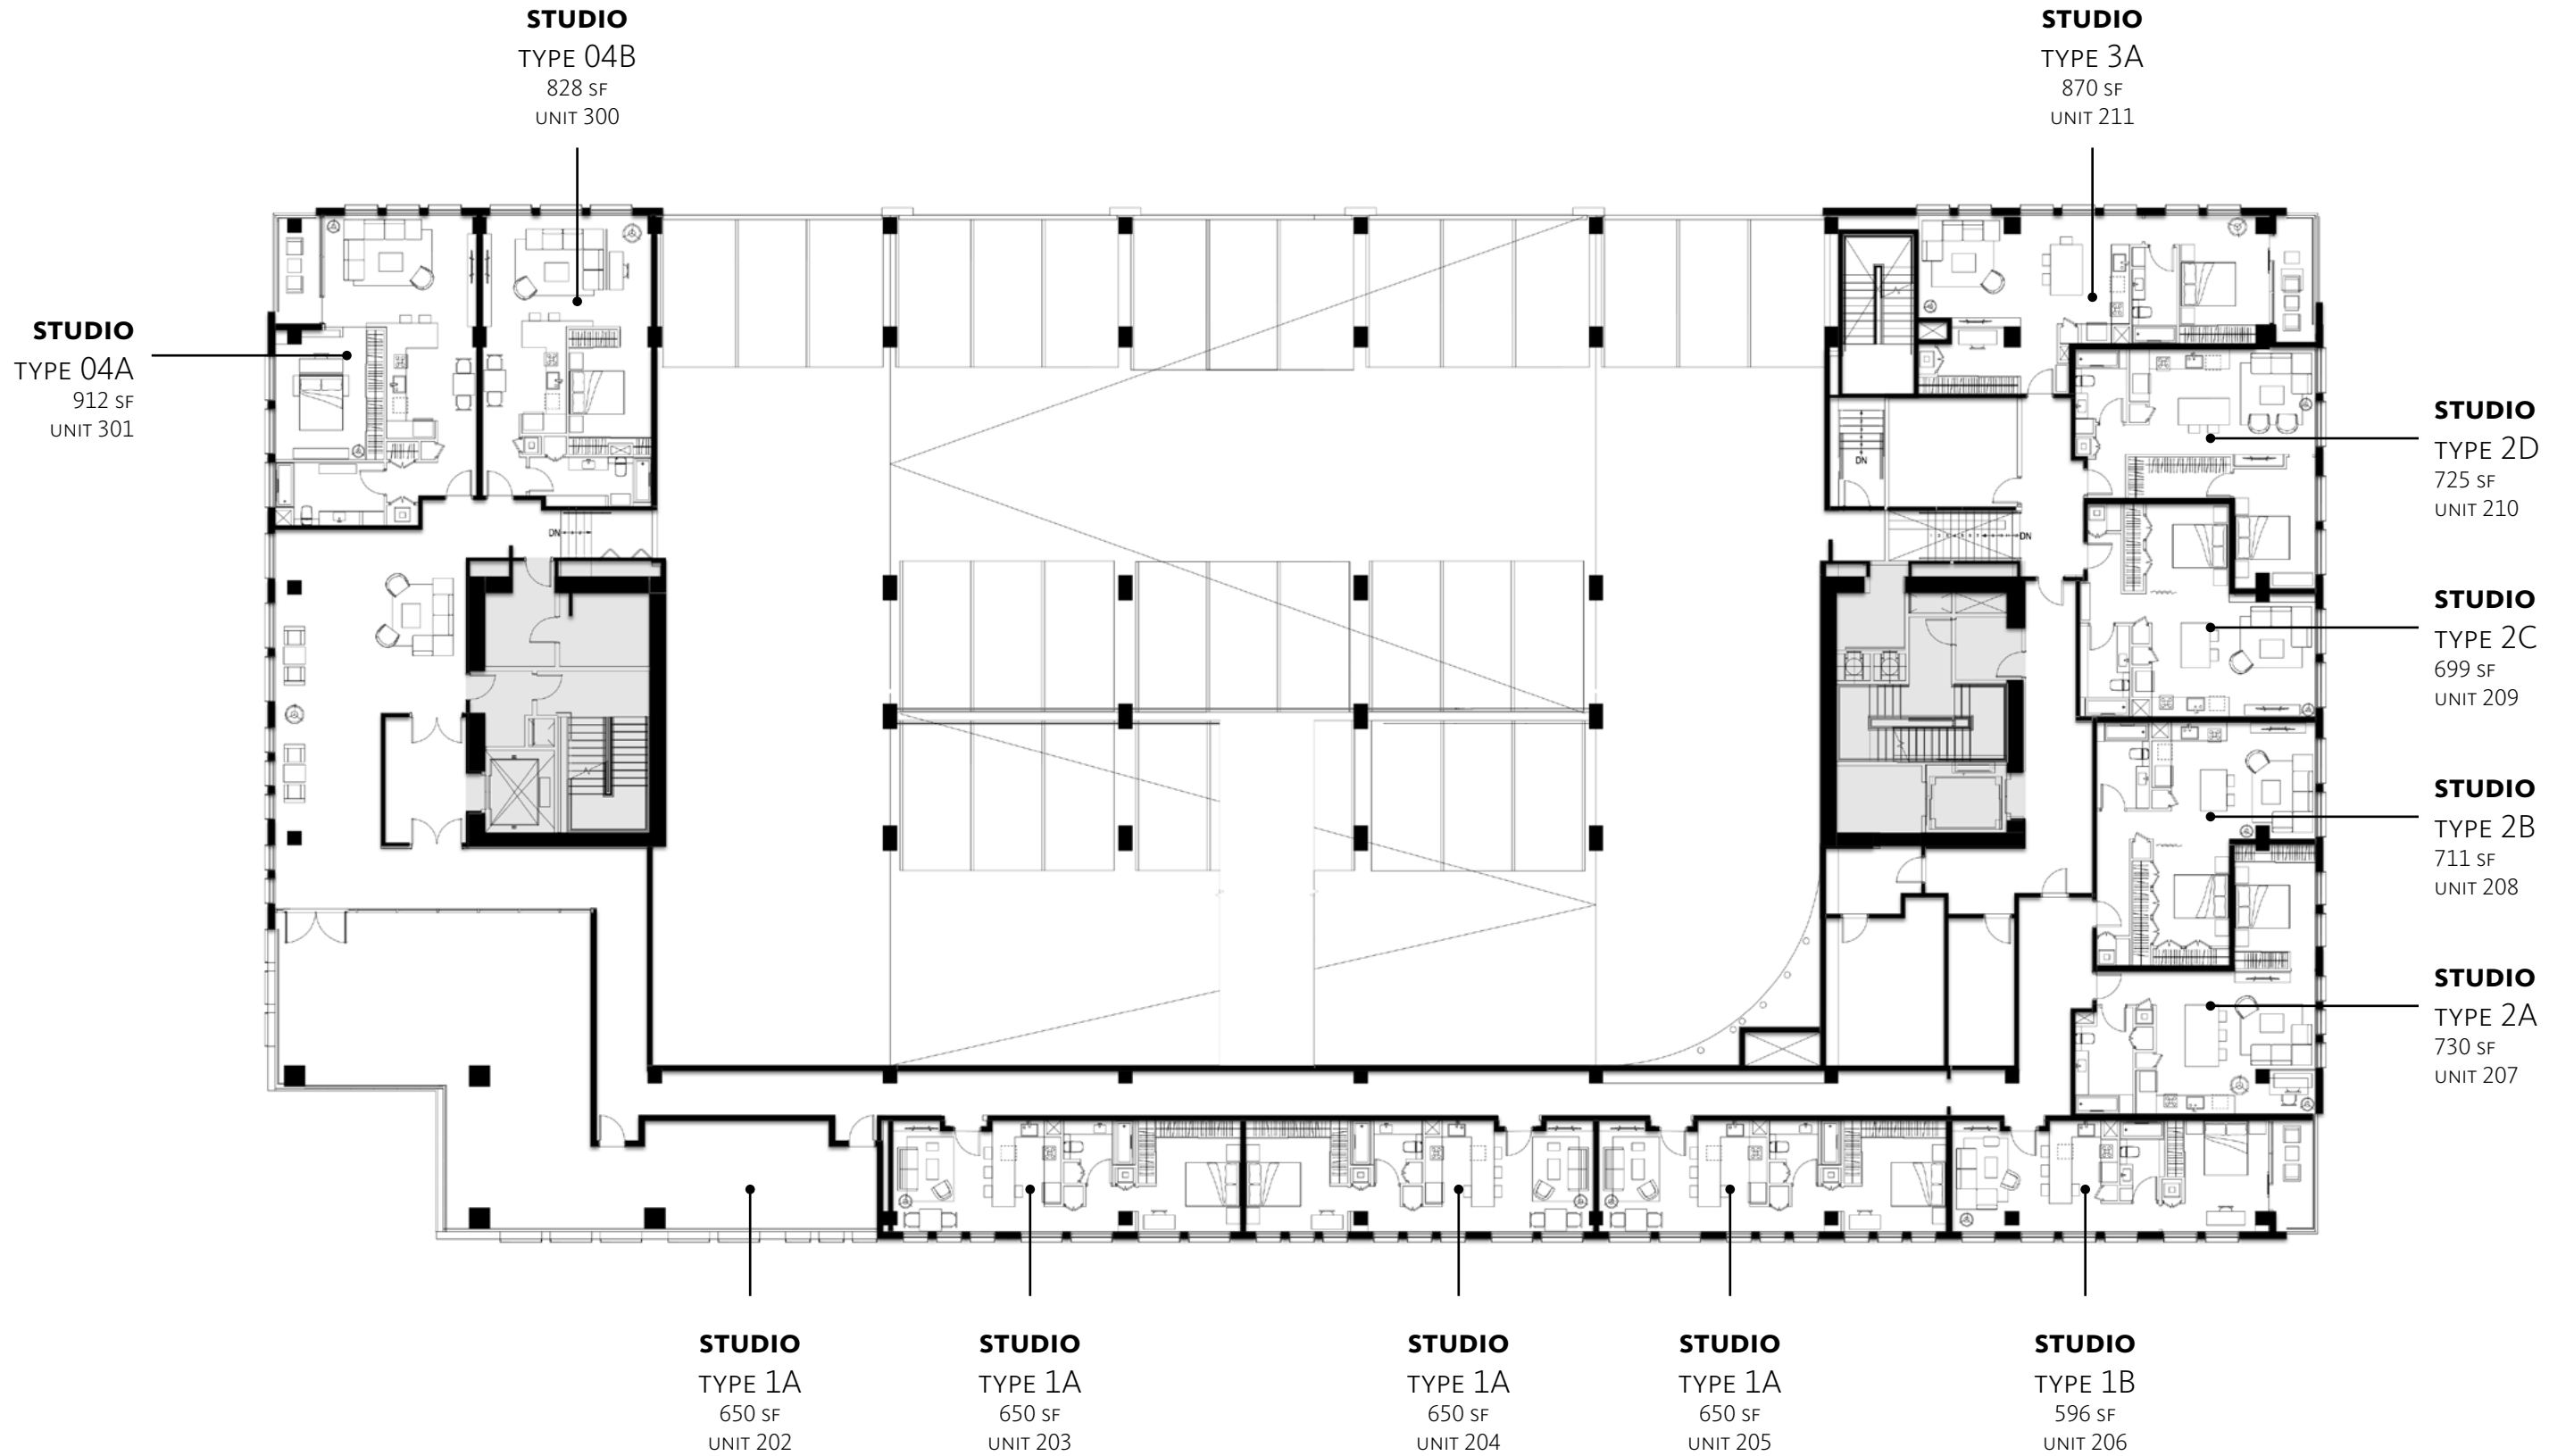 STUDIO
TYPE 04B
828 SF
UNIT 300
STUDIO
TYPE 3A
870 SF
UNIT 211
STUDIO
TYPE 04A
912 SF
UNIT 301
STUDIO
TYPE 2D
725 SF
UNIT 210
DN
DN
DN
STUDIO
TYPE 2C
699 SF
UNIT 209
STUDIO
TYPE 2B
711 SF
UNIT 208
STUDIO
TYPE 2A
730 SF
UNIT 207
STUDIO
TYPE 1A
650 SF
UNIT 202
STUDIO
TYPE 1A
650 SF
UNIT 203
STUDIO
TYPE 1A
650 SF
UNIT 204
STUDIO
TYPE 1A
650 SF
UNIT 205
STUDIO
TYPE 1B
596 SF
UNIT 206